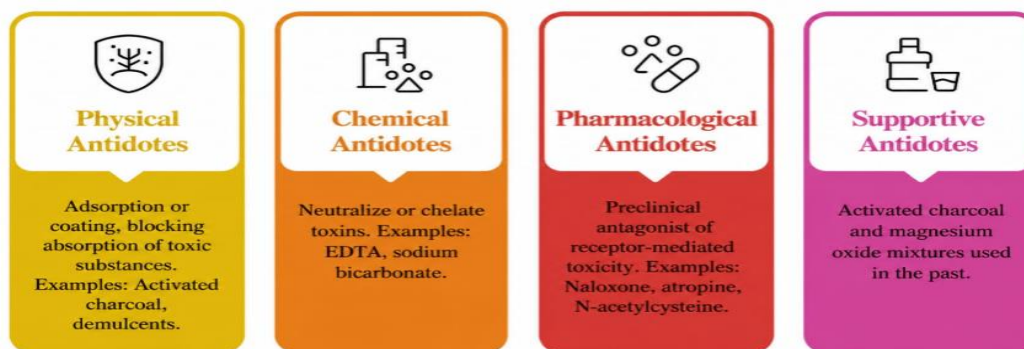 Physical
Antidotes
Adsorption or
coating, blocking
absorption of toxic
substances.
Examples: Activated
charcoal,
demulcents.
Chemical
Antidotes
Neutralize or chelate
toxins. Examples:
EDTA, sodium
bicarbonate.
Pharmacological
Antidotes
Preclinical
antagonist of
receptor-mediated
toxicity. Examples:
Naloxone, atropine,
N-acetylcysteine.
Supportive
Antidotes
Activated charcoal
and magnesium
oxide mixtures used
in the past.